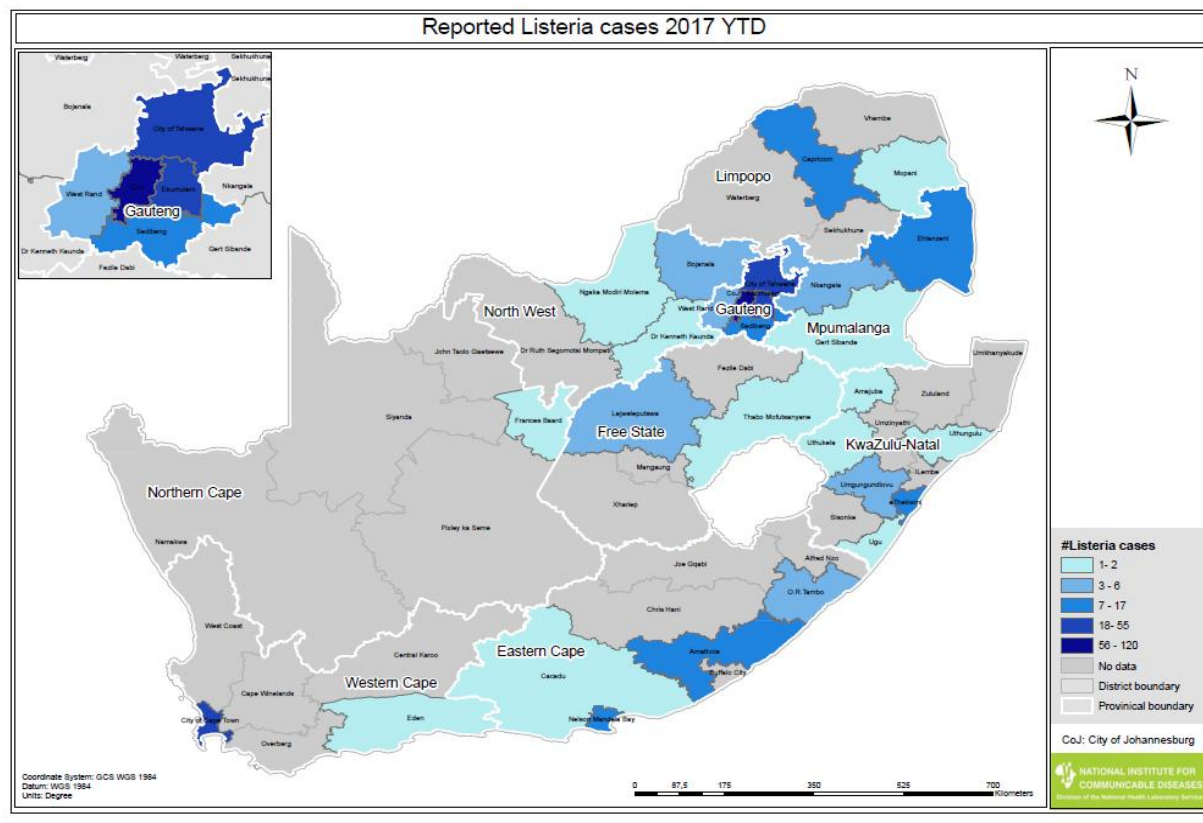 Reported Listeria cases 2017 YTD
Waterberg
Waterberg
Sekhukhune
Sekhukhune
Bojanala
City of Tshwane
West Rand
Ekurhuleni
Nkangala
Gauteng
Sedibeng
Dr Kenneth Kaunda
Gert Sibande
Fezile Dabi
N
Vhembe
Capricorn
Mopani
Limpopo
Waterberg
Sekhukhune
Ehlanzeni
Bojanala
City of Tshwane
Nkangala
Ngaka Modiri Molema
West Rand
Gauteng
North West
Sedibeng
Mpumalanga
Dr Kenneth Kaunda
Gert Sibande
John Taolo Gaetsewe
Dr Ruth Segomotsi Mompati
Umkhanyakude
Fezile Dabi
Amajuba
Zululand
Siyanda
Frances Baard
Lejweleputswa
Thabo Mofutsanyane
Umzinyathi
Free State
Uthukela
KwaZulu-Natal
Uthungulu
Mangaung
iLembe
Umgungundlovu
Northern Cape
Xhariep
eThekwini
Sisonke
Namakwa
Pixley ka Seme
Ugu
Alfred Nzo
Joe Gqabi
O.R.Tambo
Chris Hani
West Coast
Eastern Cape
Amathole
Central Karoo
Buffalo City
Western Cape
Cacadu
Cape Winelands
City of Cape Town
Eden
Nelson Mandela Bay
Overberg
#Listeria cases
1- 2
3 - 6
7 - 17
18- 55
56 - 120
No data
District boundary
Provinical boundary
CoJ: City of Johannesburg
NATIONAL INSTITUTE FOR
COMMUNICABLE DISEASES
Division of the National Health Laboratory Service
Coordinate System: GCS WGS 1984
Datum: WGS 1984
Units: Degree
0 87,5 175 350 525 700
Kilometers